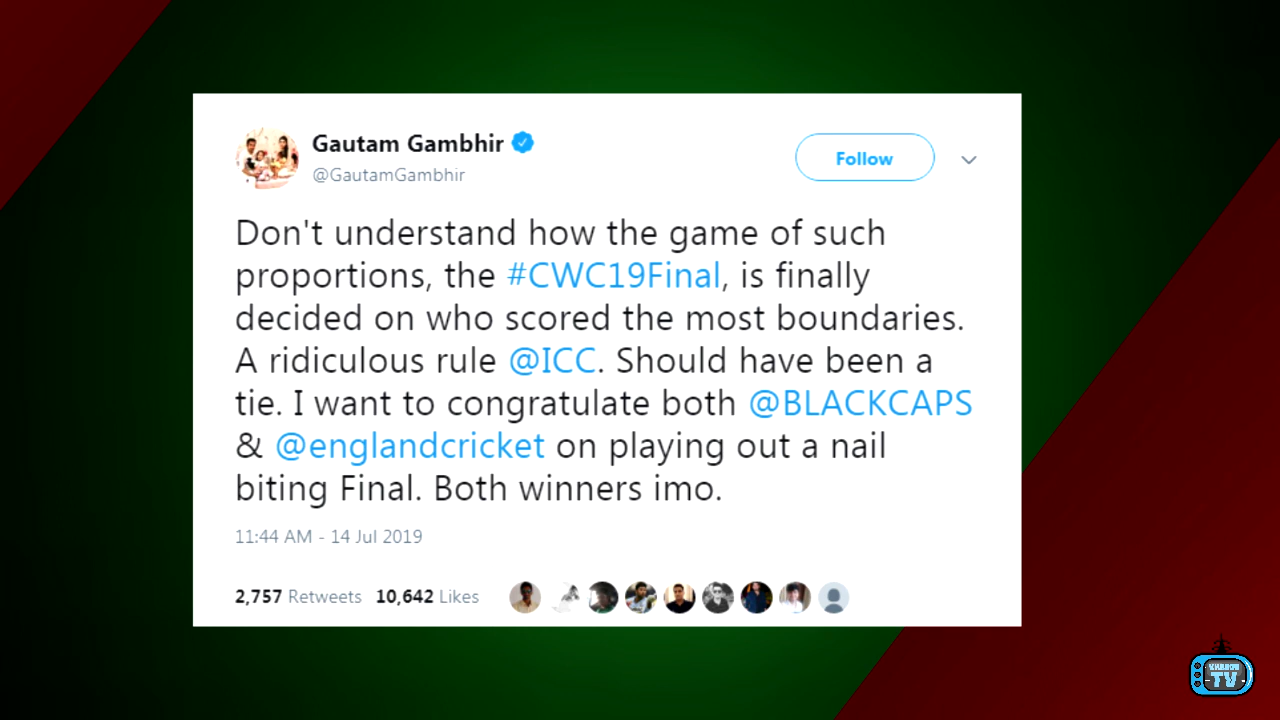 Gautam Gambhir
@GautamGambhir
Follow
Don't understand how the game of such
proportions, the #CWC19Final, is finally
decided on who scored the most boundaries.
A ridiculous rule @ICC. Should have been a
tie. I want to congratulate both @BLACKCAPS
& @englandcricket on playing out a nail
biting Final. Both winners imo.
11:44 AM - 14 Jul 2019
2,757 Retweets 10,642 Likes
TV